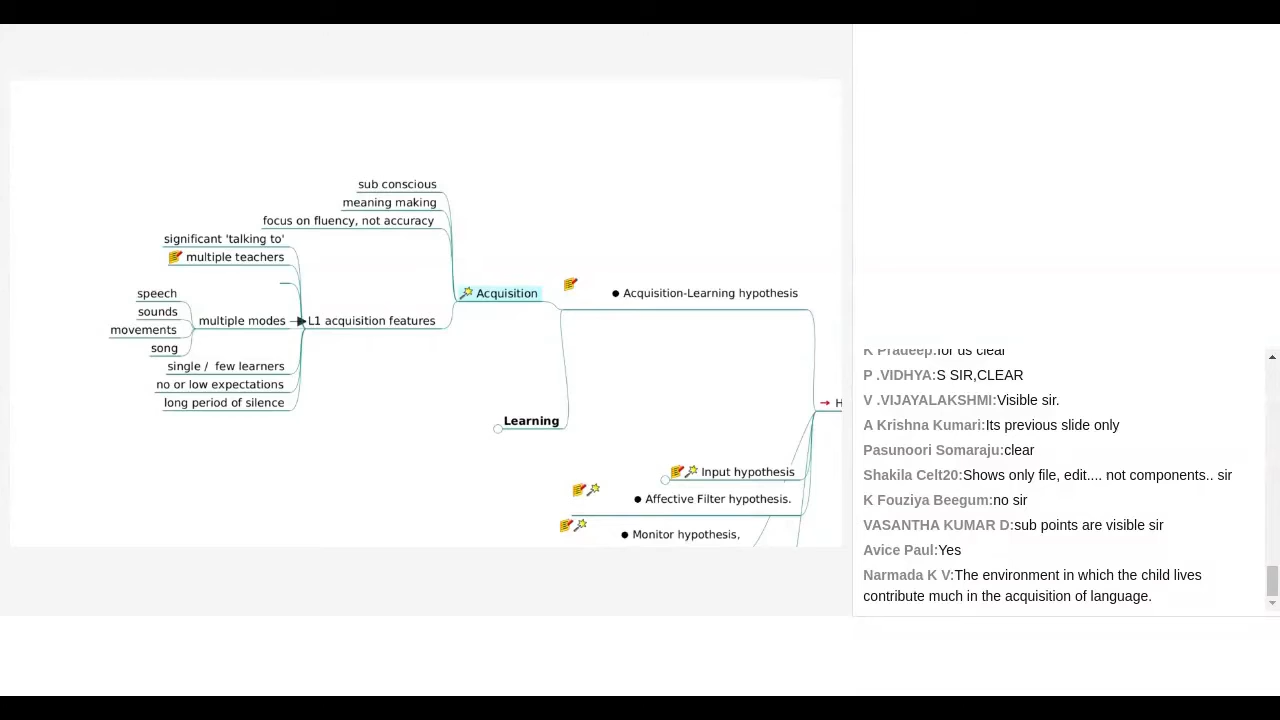 sub conscious
meaning making
focus on fluency, not accuracy
significant 'talking to'
multiple teachers
speech
sounds
movements
song
multiple modes
L1 acquisition features
single / few learners
no or low expectations
long period of silence
Acquisition
Acquisition-Learning hypothesis
Learning
H
Input hypothesis
Affective Filter hypothesis.
Monitor hypothesis,
K Pradeep:for us clear
P .VIDHYA:S SIR,CLEAR
V .VIJAYALAKSHMI:Visible sir.
A Krishna Kumari:Its previous slide only
Pasunoori Somaraju:clear
Shakila Celt20:Shows only file, edit.... not components.. sir
K Fouziya Beegum:no sir
VASANTHA KUMAR D:sub points are visible sir
Avice Paul:Yes
Narmada K V:The environment in which the child lives
contribute much in the acquisition of language.